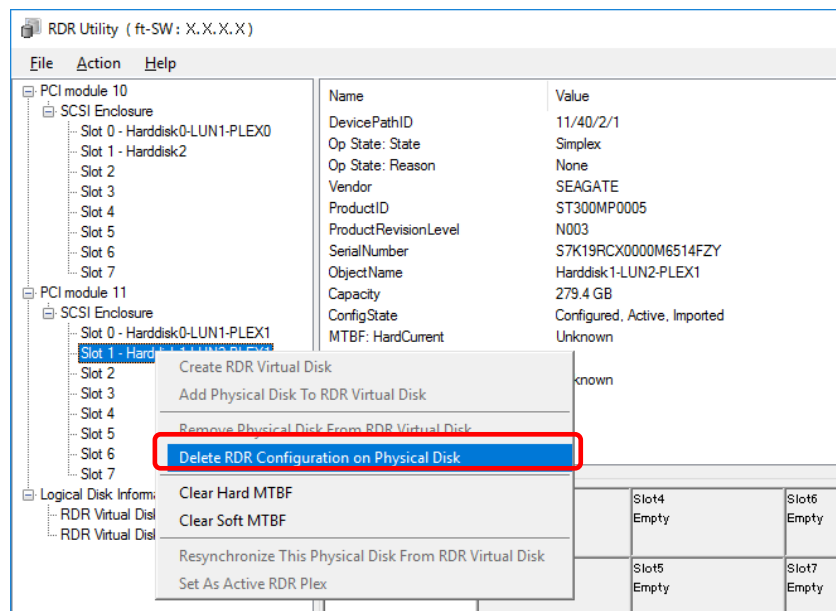 RDR Utility ( ft-SW : X.X.X.X )
File Action Help
PCI module 10
SCSI Enclosure
Slot 0 - Harddisk0-LUN1-PLEX0
Slot 1 - Harddisk2
Slot 2
Slot 3
Slot 4
Slot 5
Slot 6
Slot 7
PCI module 11
SCSI Enclosure
Slot 0 - Harddisk0-LUN1-PLEX1
Slot 1 - Harddisk1-LUN2-PLEX1
Slot 2
Slot 3
Slot 4
Slot 5
Slot 6
Slot 7
Logical Disk Informa
RDR Virtual Disk
RDR Virtual Disk
Name Value
DevicePathID 11/40/2/1
Op State: State Simplex
Op State: Reason None
Vendor SEAGATE
ProductID ST300MP0005
ProductRevisionLevel N003
SerialNumber S7K19RCX0000M6514FZY
ObjectName Harddisk1-LUN2-PLEX1
Capacity 279.4 GB
ConfigState Configured, Active, Imported
MTBF: HardCurrent Unknown
known
Create RDR Virtual Disk
Add Physical Disk To RDR Virtual Disk
Remove Physical Disk From RDR Virtual Disk
Delete RDR Configuration on Physical Disk
Clear Hard MTBF
Clear Soft MTBF
Resynchronize This Physical Disk From RDR Virtual Disk
Set As Active RDR Plex
Slot4 Slot6
Empty Empty
Slot5 Slot7
Empty Empty